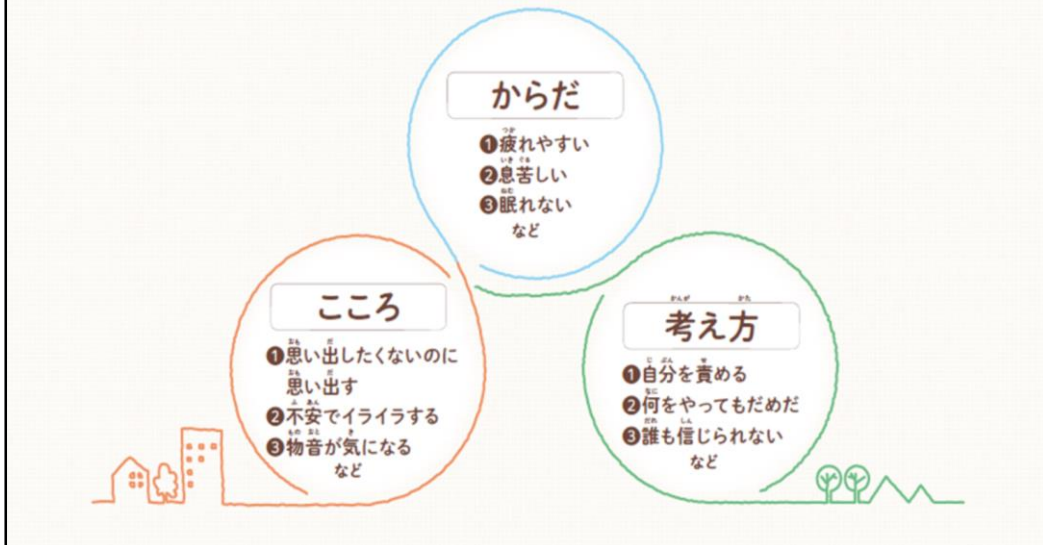 からだ
❶疲れやすい
❷息苦しい
❸眠れない
など
こころ
❶思い出したくないのに
思い出す
❷不安でイライラする
❸物音が気になる
など
考え方
❶自分を責める
❷何をやってもだめだ
❸誰も信じられない
など